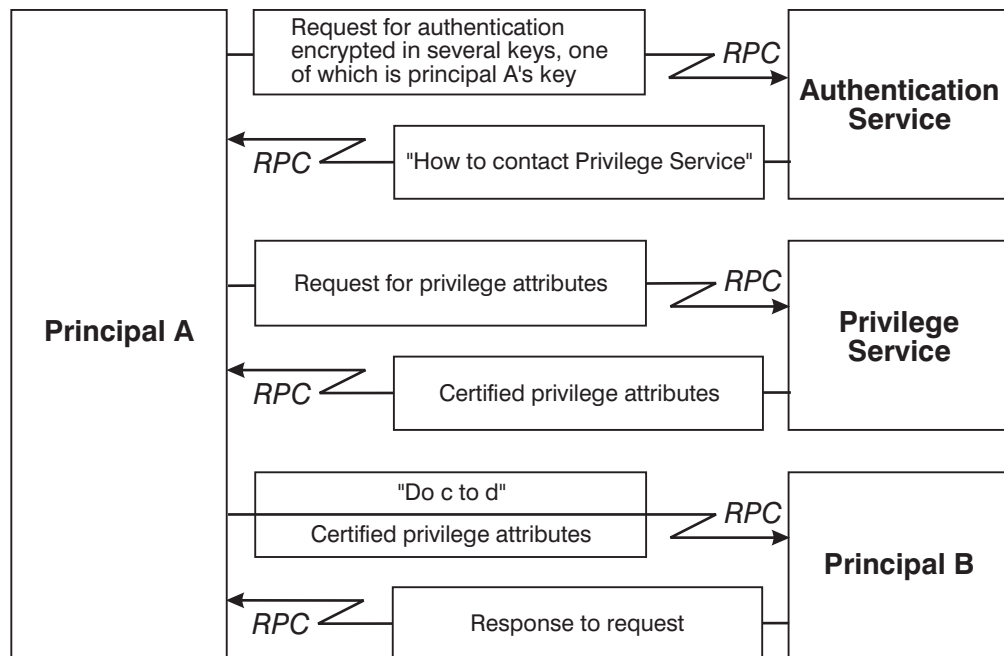 Request for authentication
encrypted in several keys, one
of which is principal A's key
RPC
Authentication
Service
RPC
"How to contact Privilege Service"
Principal A
Request for privilege attributes
RPC
Privilege
Service
RPC
Certified privilege attributes
"Do c to d"
Certified privilege attributes
RPC
Principal B
RPC
Response to request